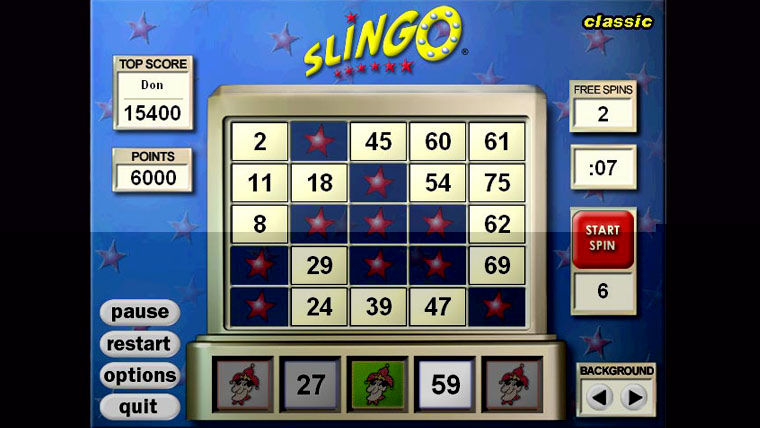 SLINGO®
classic
TOP SCORE
Don
15400
POINTS
6000
FREE SPINS
2
:07
START
SPIN
6
2 45 60 61
11 18 54 75
8 62
29 69
24 39 47
27 59
pause
restart
options
quit
BACKGROUND